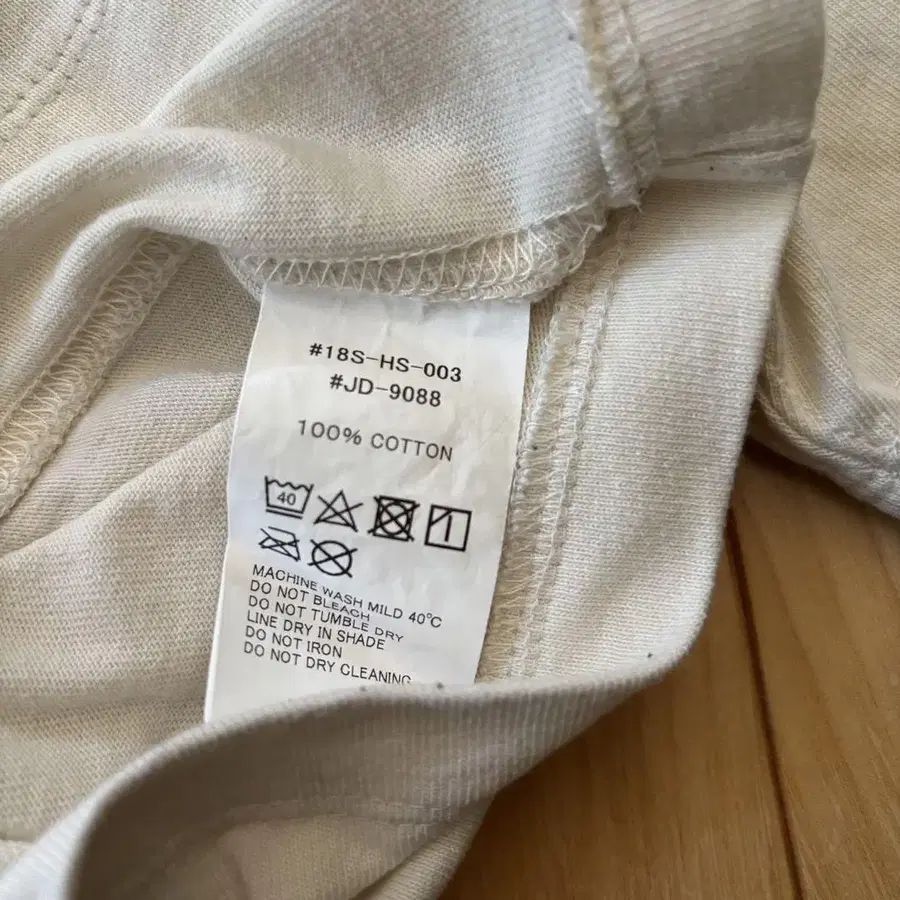 #18S-HS-003
#JD-9088
100% COTTON
40
MACHINE WASH MILD 40°C
DO NOT BLEACH
DO NOT TUMBLE DRY
LINE DRY IN SHADE
DO NOT IRON
DO NOT DRY CLEANING